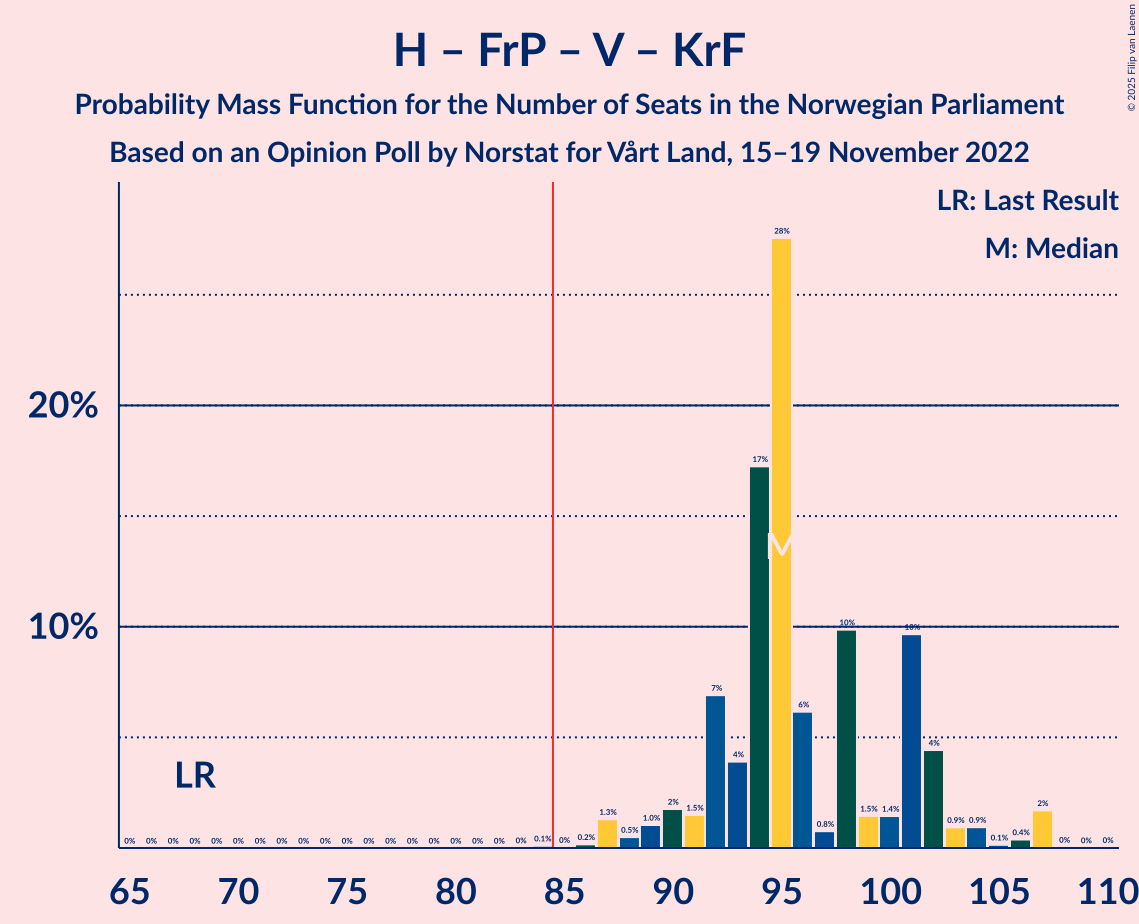 H – FrP – V – KrF
Probability Mass Function for the Number of Seats in the Norwegian Parliament
Based on an Opinion Poll by Norstat for Vårt Land, 15–19 November 2022
© 2025 Filip van Laenen
LR: Last Result
M: Median
20%
10%
LR
M
0% 0% 0% 0% 0% 0% 0% 0% 0% 0% 0% 0% 0% 0% 0% 0% 0% 0% 0% 0.1% 0% 0.2% 1.3% 0.5% 1.0% 2% 1.5% 7% 4% 17% 28% 6% 0.8% 10% 1.5% 1.4% 10% 4% 0.9% 0.9% 0.1% 0.4% 2% 0% 0% 0%
65 70 75 80 85 90 95 100 105 110